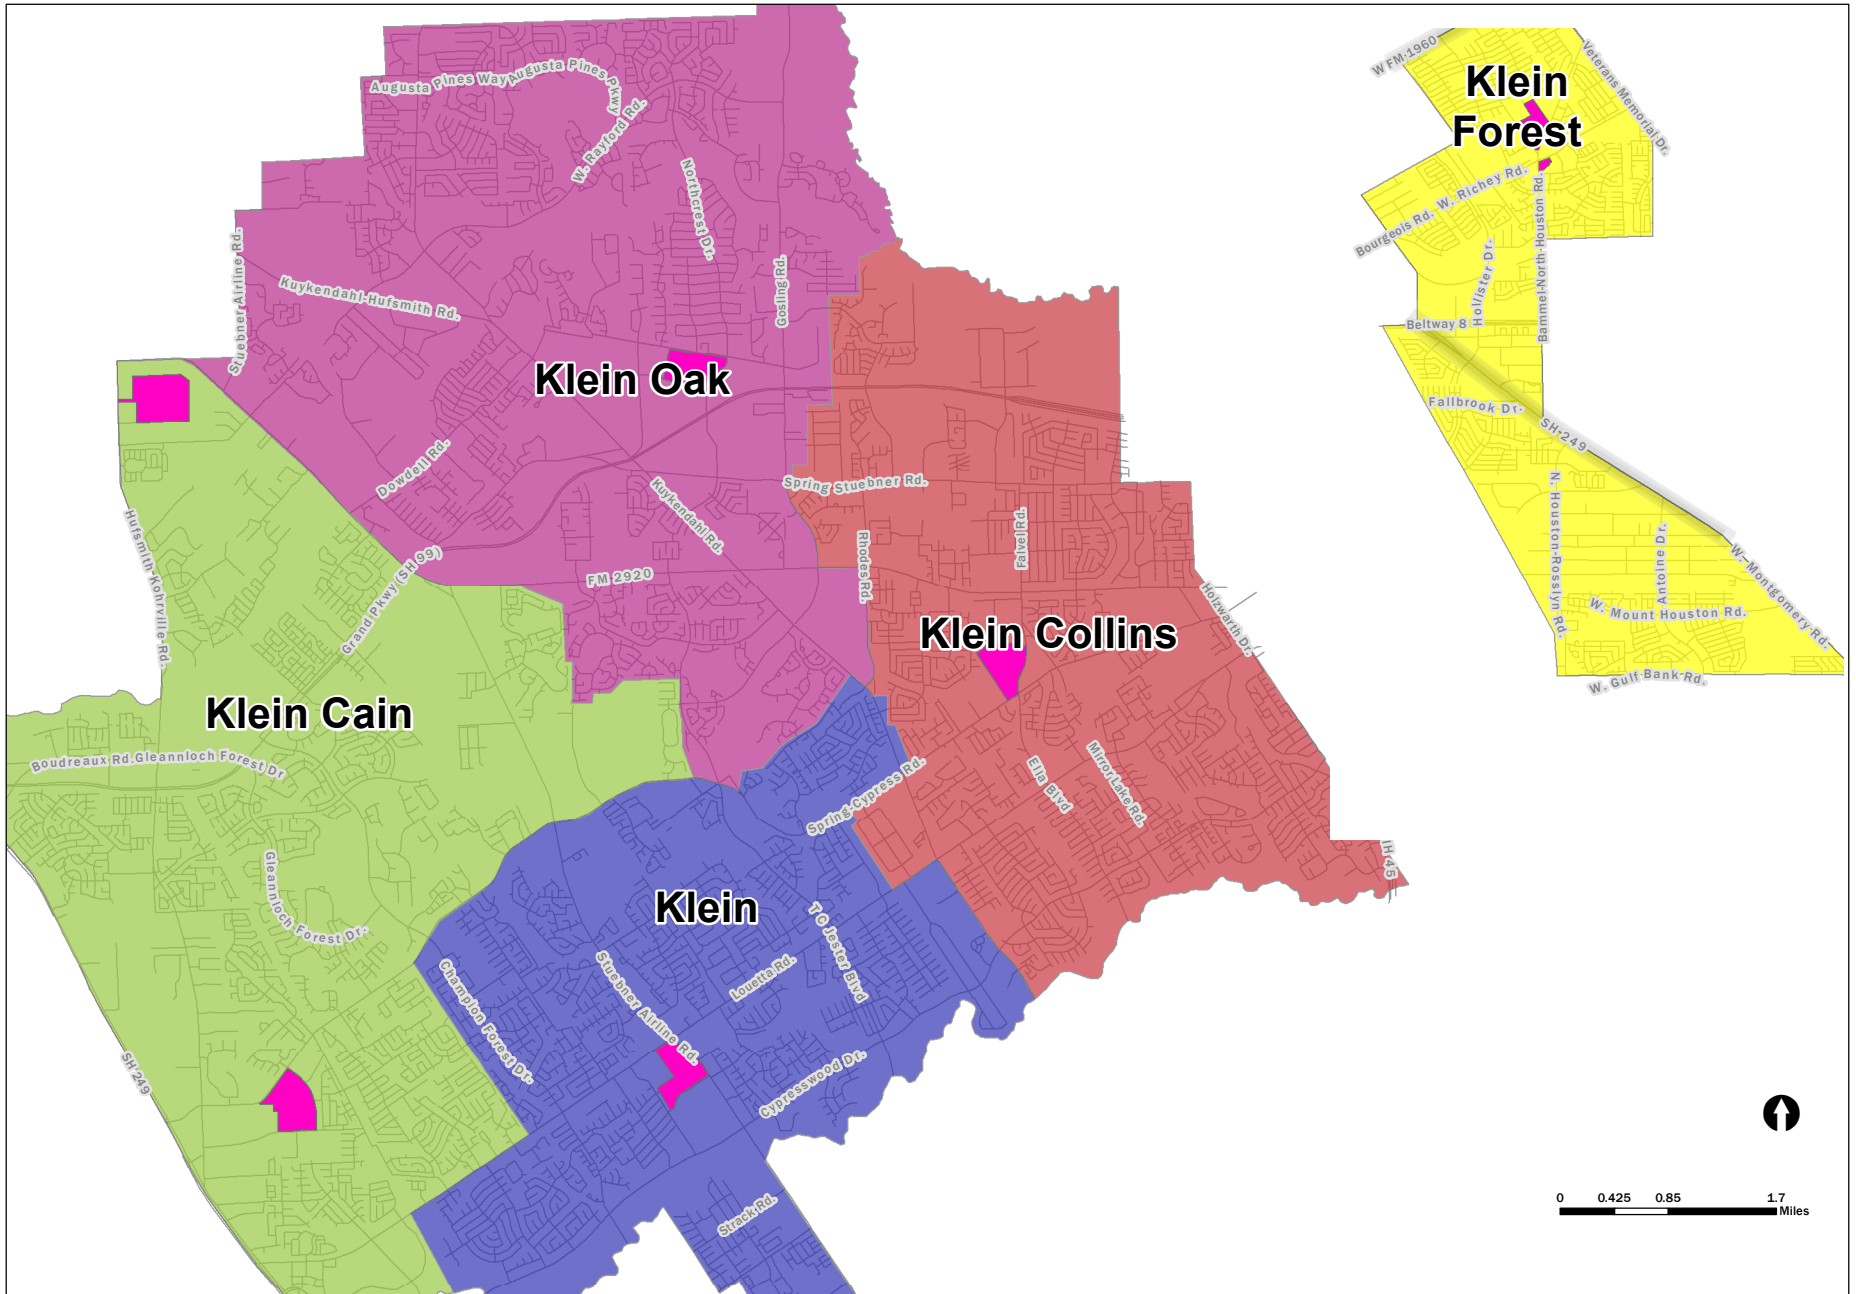 W FM 1960
Veterans Memorial Dr.
Klein
Forest
Augusta Pines Way
Augusta Pines Pkwy
W. Rayford Rd.
Northcrest Dr.
Bourgeois Rd.
W. Richey Rd.
Stuebner Airline Rd.
Kuykendahl-Hufsmith Rd.
Gosling Rd.
Hollister Dr.
Bammel-North Houston Rd.
Beltway 8
Klein Oak
Fallbrook Dr.
SH-249
Dowdell Rd.
Kuykendahl Rd.
Spring Stuebner Rd.
Rhodes Rd.
Falvel Rd.
N. Houston-Rosslyn Rd.
Antoine Dr.
W. Montgomery Rd.
W. Mount Houston Rd.
W. Gulf Bank Rd.
Hufsmith-Kohrville Rd.
Grand Pkwy (SH 99)
FM 2920
Holzwarth Dr.
Klein Collins
Klein Cain
Boudreaux Rd.
Gleannloch Forest Dr
Spring-Cypress Rd.
Ella Blvd
Mirror Lake Rd.
IH-45
Gleannloch Forest Dr.
Klein
Champion Forest Dr.
Stuebner Airline Rd.
Louetta Rd.
T C Jester Blvd
SH 249
Cypresswood Dr.
Strack Rd.
0 0.425 0.85 1.7
Miles